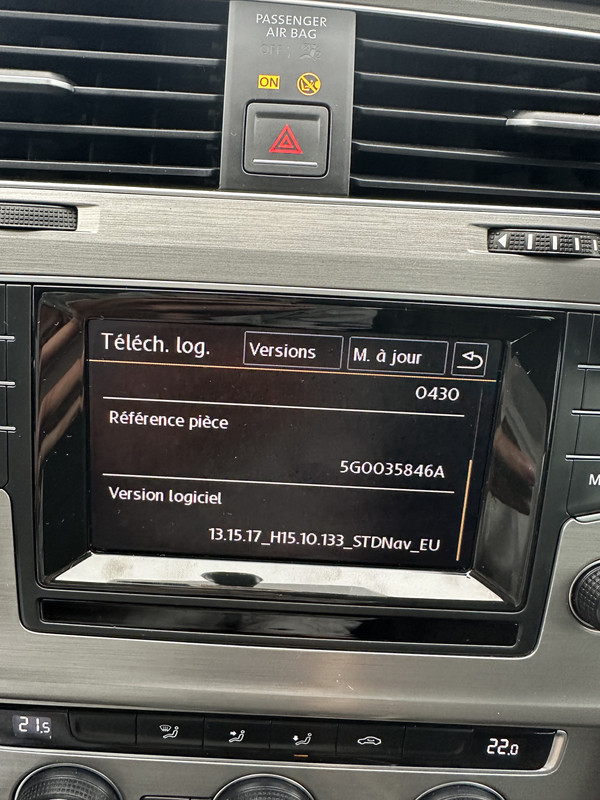 PASSENGER
AIR BAG
OFF
ON
Téléch. log.
Versions
M. à jour
0430
Référence pièce
5G0035846A
Version logiciel
13.15.17_H15.10.133_STDNav_EU
M
21.5
22.0